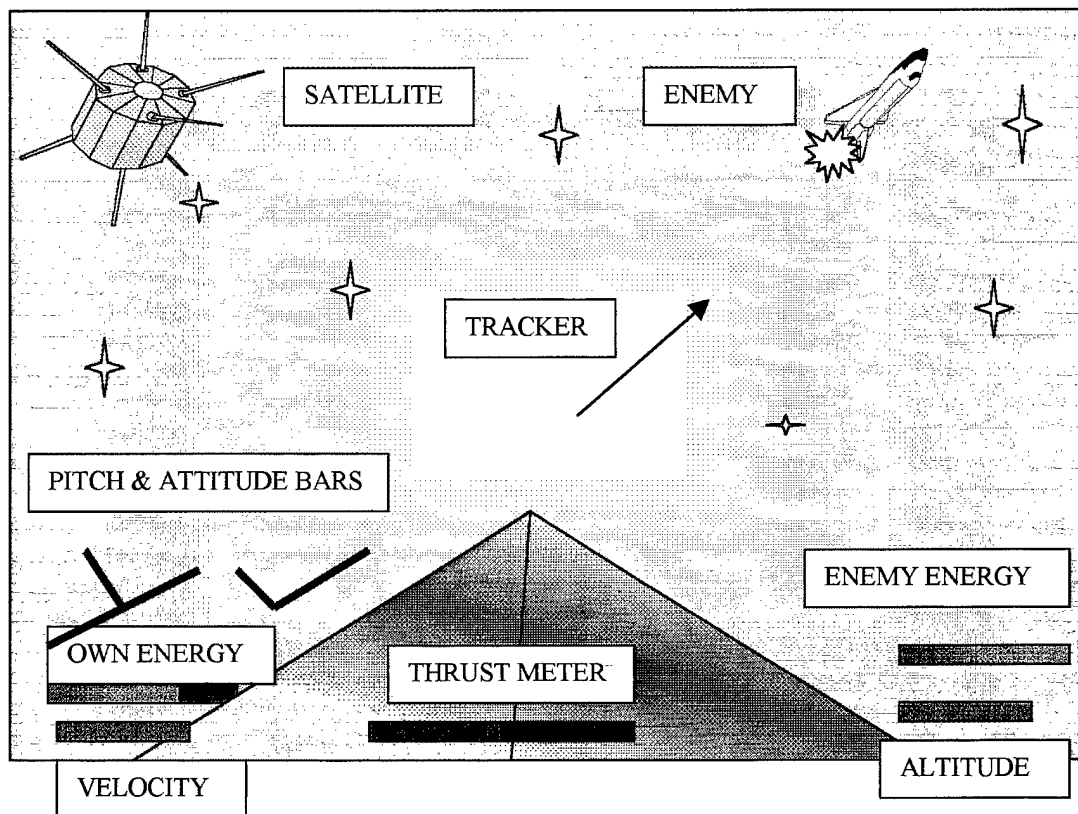 SATELLITE
ENEMY
TRACKER
PITCH & ATTITUDE BARS
ENEMY ENERGY
OWN ENERGY
THRUST METER
VELOCITY
ALTITUDE